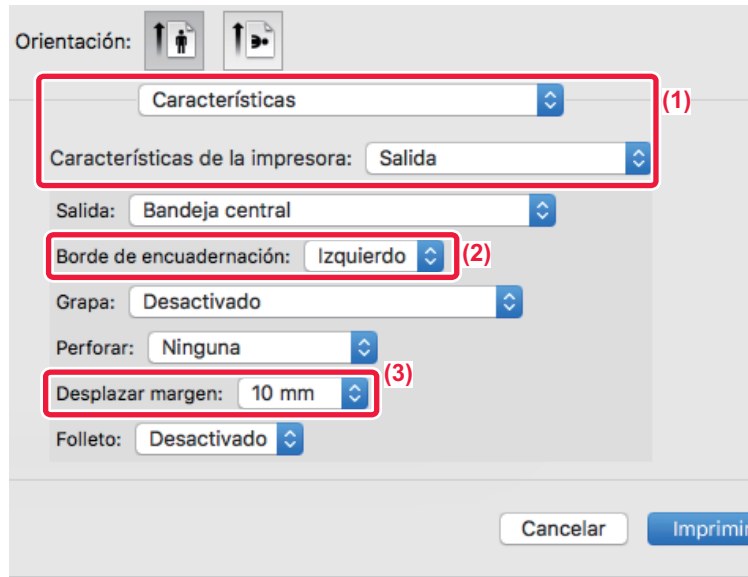 Orientación:
Características
(1)
Características de la impresora: Salida
Salida: Bandeja central
Borde de encuadernación: Izquierdo (2)
Grapa: Desactivado
Perforar: Ninguna
(3)
Desplazar margen: 10 mm
Folleto: Desactivado
Cancelar Imprimir